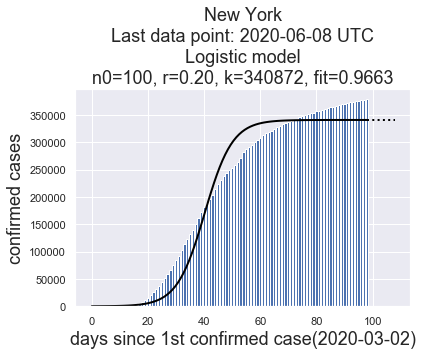 New York
Last data point: 2020-06-08 UTC
Logistic model
n0=100, r=0.20, k=340872, fit=0.9663
confirmed cases
350000
300000
250000
200000
150000
100000
50000
0
0 20 40 60 80 100
days since 1st confirmed case(2020-03-02)